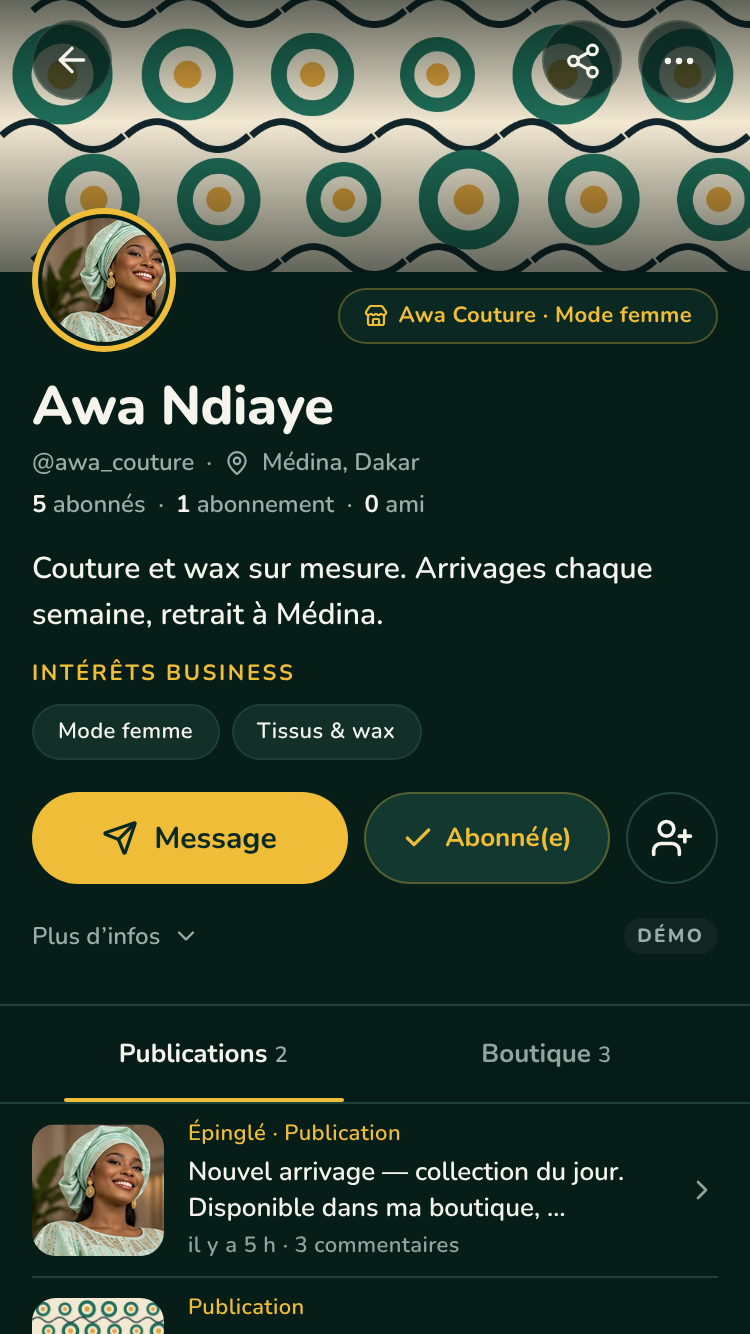 Awa Couture · Mode femme
Awa Ndiaye
@awa_couture · Médina, Dakar
5 abonnés · 1 abonnement · 0 ami
Couture et wax sur mesure. Arrivages chaque
semaine, retrait à Médina.
INTÉRÊTS BUSINESS
Mode femme Tissus & wax
Message Abonné(e)
Plus d’infos DÉMO
Publications 2 Boutique 3
Épinglé · Publication
Nouvel arrivage — collection du jour.
Disponible dans ma boutique, ...
il y a 5 h · 3 commentaires
Publication